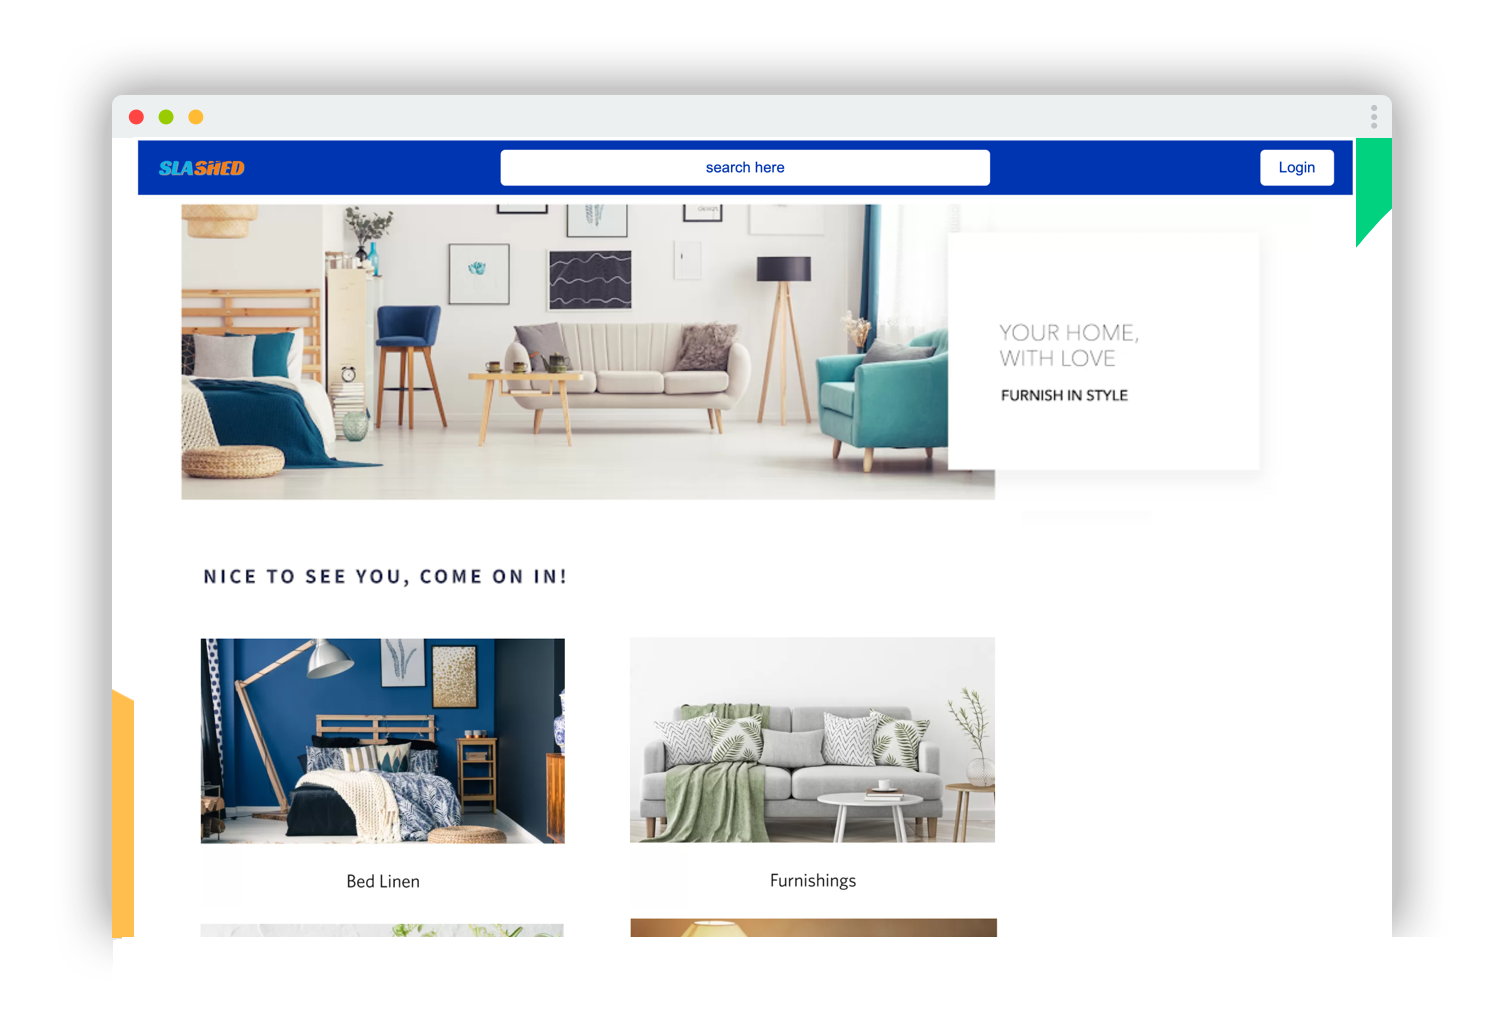 SLASHED
search here
Login
design.
YOUR HOME,
WITH LOVE
FURNISH IN STYLE
NICE TO SEE YOU, COME ON IN!
Bed Linen
Furnishings